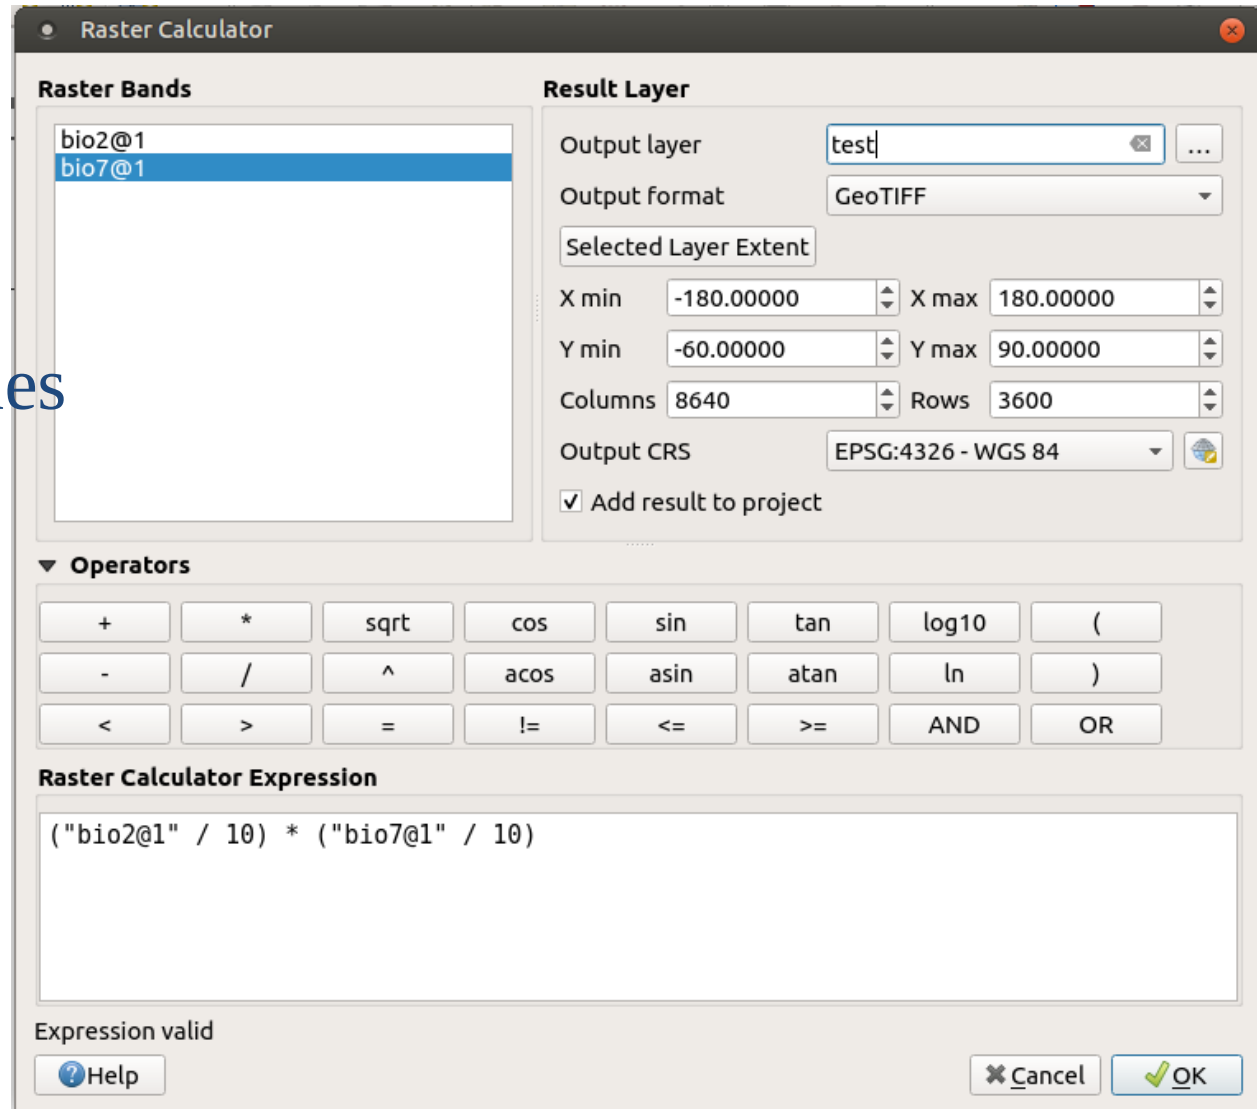 Raster Calculator
Raster Bands
bio2@1
bio7@1
Result Layer
Output layer test ...
Output format GeoTIFF
Selected Layer Extent
X min -180.00000 X max 180.00000
Y min -60.00000 Y max 90.00000
Columns 8640 Rows 3600
Output CRS EPSG:4326 - WGS 84
Add result to project
Operators
+ * sqrt cos sin tan log10 (
- / ^ acos asin atan ln )
< > = != <= >= AND OR
Raster Calculator Expression
("bio2@1" / 10) * ("bio7@1" / 10)
Expression valid
Help Cancel OK